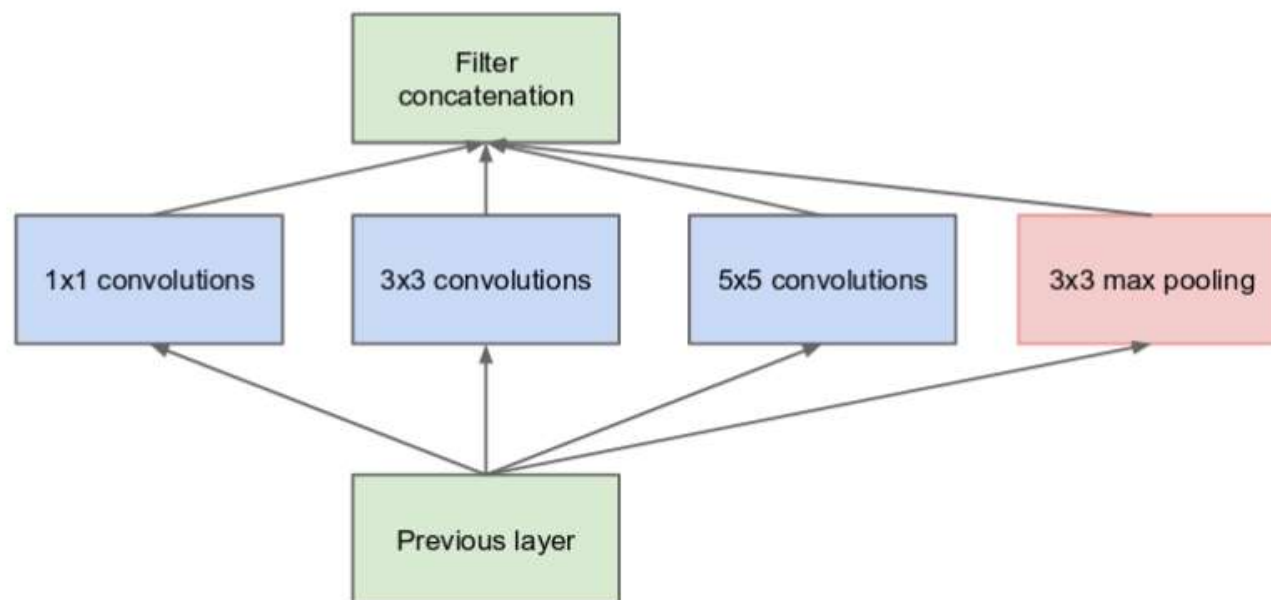 Filter
concatenation
1x1 convolutions
3x3 convolutions
5x5 convolutions
3x3 max pooling
Previous layer